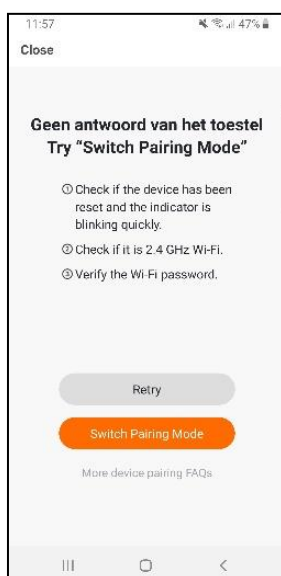 11:57 47%
Close
Geen antwoord van het toestel
Try “Switch Pairing Mode”
① Check if the device has been
reset and the indicator is
blinking quickly.
② Check if it is 2.4 GHz Wi-Fi.
③ Verify the Wi-Fi password.
Retry
Switch Pairing Mode
More device pairing FAQs